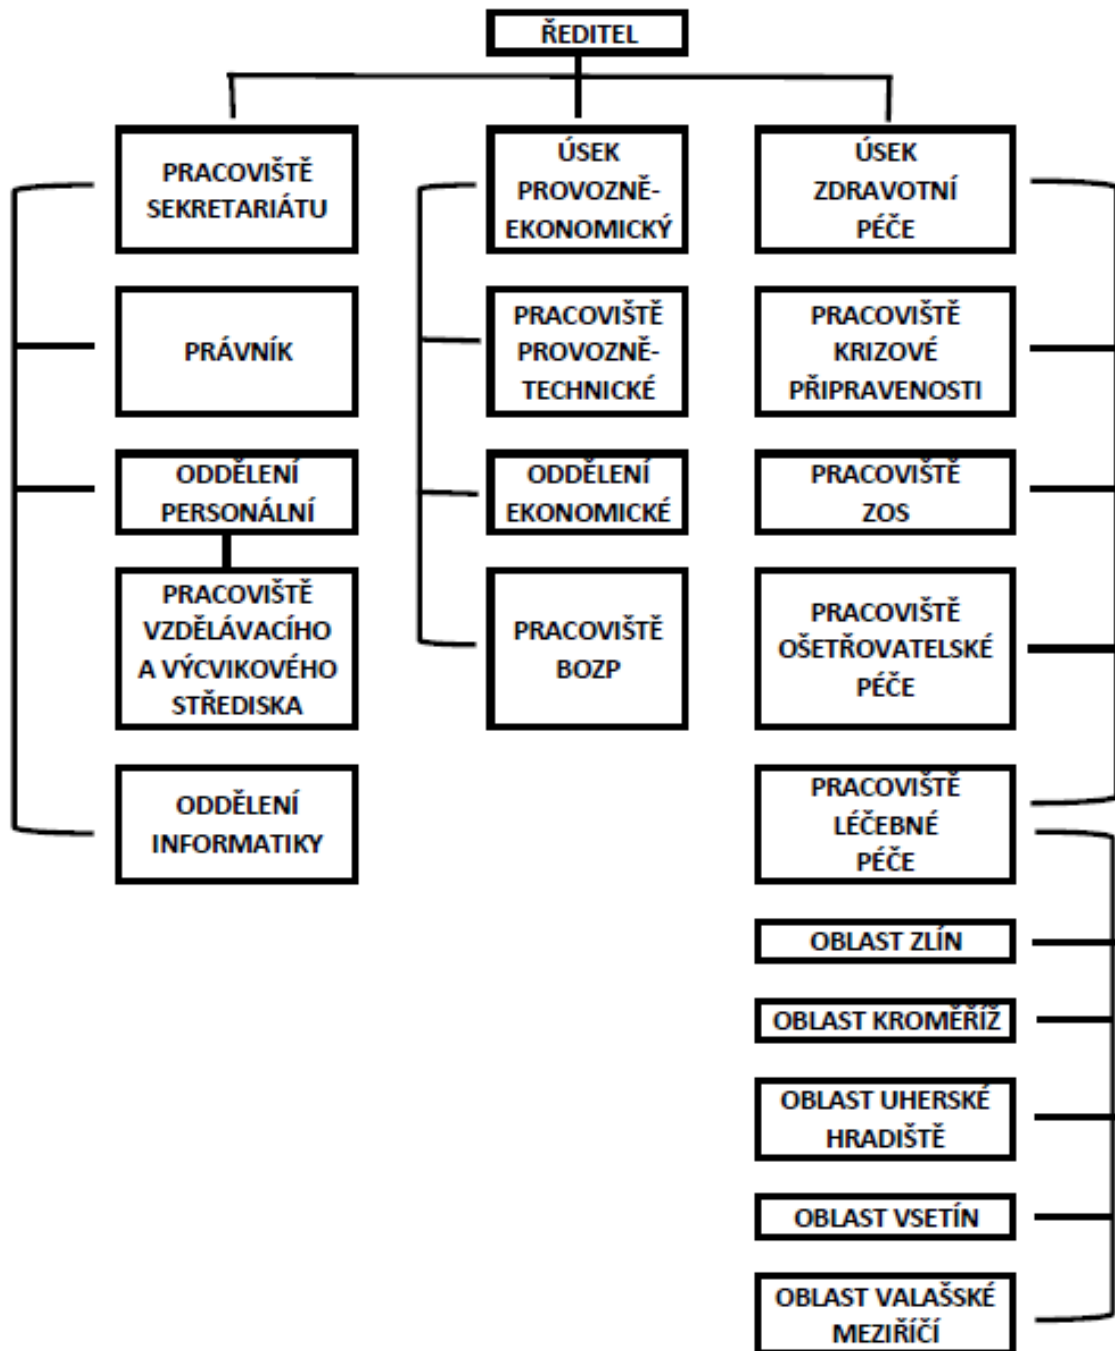 ŘEDITEL
PRACOVIŠTĚ
SEKRETARIÁTU
PRÁVNÍK
ODDĚLENÍ
PERSONÁLNÍ
PRACOVIŠTĚ
VZDĚLÁVACÍHO
A VÝCVIKOVÉHO
STŘEDISKA
ODDĚLENÍ
INFORMATIKY
ÚSEK
PROVOZNĚ-
EKONOMICKÝ
PRACOVIŠTĚ
PROVOZNĚ-
TECHNICKÉ
ODDĚLENÍ
EKONOMICKÉ
PRACOVIŠTĚ
BOZP
ÚSEK
ZDRAVOTNÍ
PÉČE
PRACOVIŠTĚ
KRIZOVÉ
PŘIPRAVENOSTI
PRACOVIŠTĚ
ZOS
PRACOVIŠTĚ
OŠETŘOVATELSKÉ
PÉČE
PRACOVIŠTĚ
LÉČEBNÉ
PÉČE
OBLAST ZLÍN
OBLAST KROMĚŘÍŽ
OBLAST UHERSKÉ
HRADIŠTĚ
OBLAST VSETÍN
OBLAST VALAŠSKÉ
MEZIŘÍČÍ